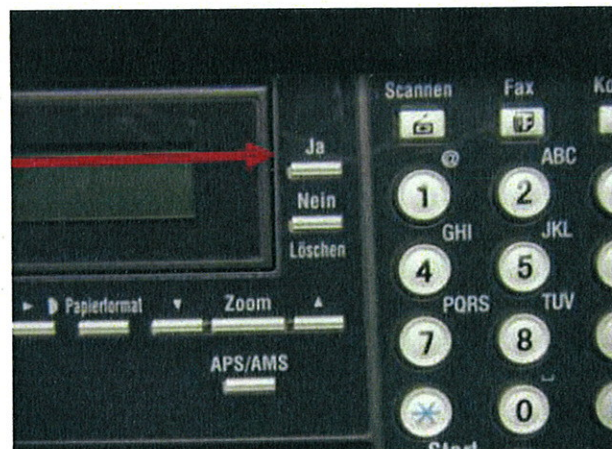 Scannen Fax
Ja
@ ABC
1 2
Nein
Löschen
GHI JKL
4 5
Papierformat Zoom
PQRS TUV
7 8
APS/AMS
0